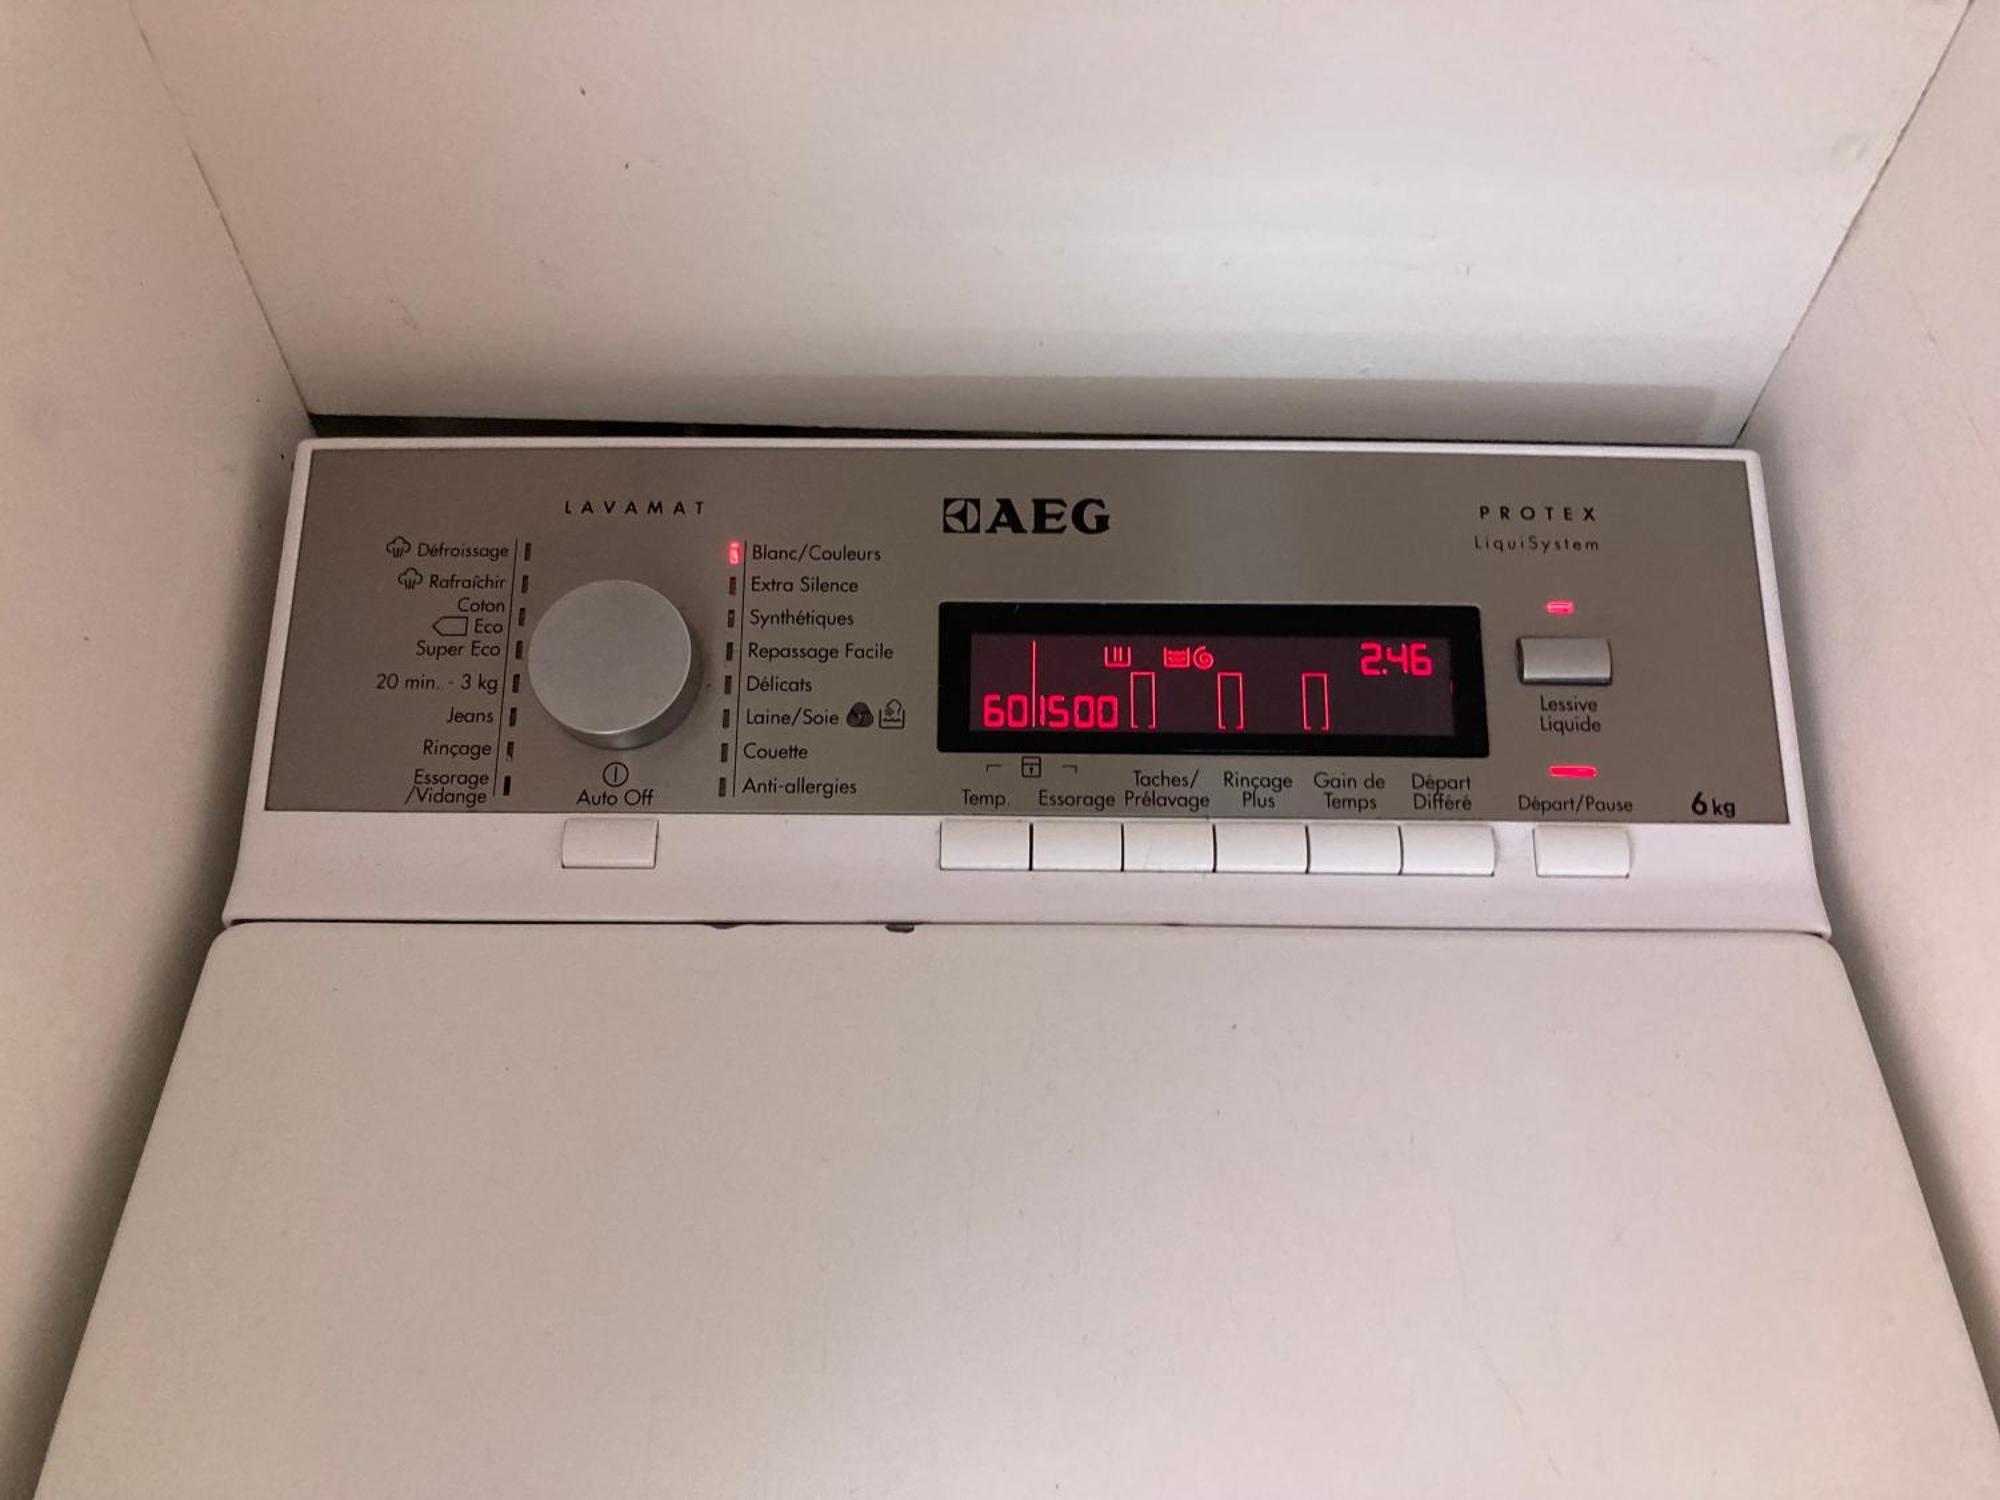 LAVAMAT
AEG
PROTEX
LiquiSystem
Défroissage
Rafraîchir
Coton
Eco
Super Eco
20 min. - 3 kg
Jeans
Rinçage
Essorage
/Vidange
Auto Off
Blanc/Couleurs
Extra Silence
Synthétiques
Repassage Facile
Délicats
Laine/Soie
Couette
Anti-allergies
2.46
60 1500
Temp.
Essorage
Taches/
Prélavage
Rinçage
Plus
Gain de
Temps
Départ
Différé
Lessive
Liquide
Départ/Pause
6 kg